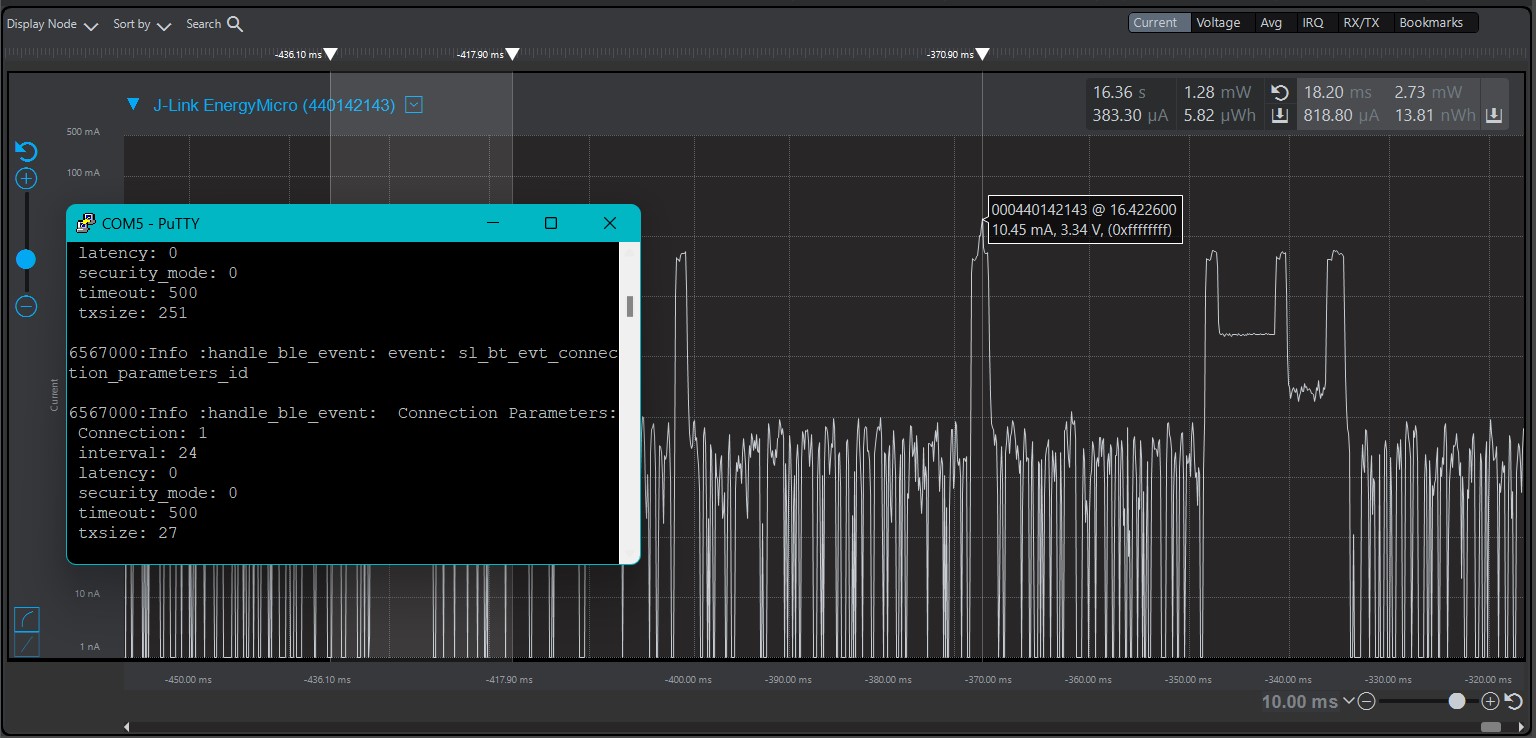 Display Node Sort by Search Current Voltage Avg IRQ RX/TX Bookmarks
-436.10 ms -417.90 ms -370.90 ms
J-Link EnergyMicro (440142143)
16.36 s 1.28 mW 18.20 ms 2.73 mW
383.30 µA 5.82 µWh 818.80 µA 13.81 nWh
500 mA
100 mA
000440142143 @ 16.422600
10.45 mA, 3.34 V, (0xffffffff)
COM5 - PuTTY
latency: 0
security_mode: 0
timeout: 500
txsize: 251
6567000:Info :handle_ble_event: event: sl_bt_evt_connec
tion_parameters_id
6567000:Info :handle_ble_event:  Connection Parameters:
Connection: 1
interval: 24
latency: 0
security_mode: 0
timeout: 500
txsize: 27
Current
10 nA
1 nA
-450.00 ms -436.10 ms -417.90 ms -400.00 ms -390.00 ms -380.00 ms -370.00 ms -360.00 ms -350.00 ms -340.00 ms -330.00 ms -320.00 ms
10.00 ms